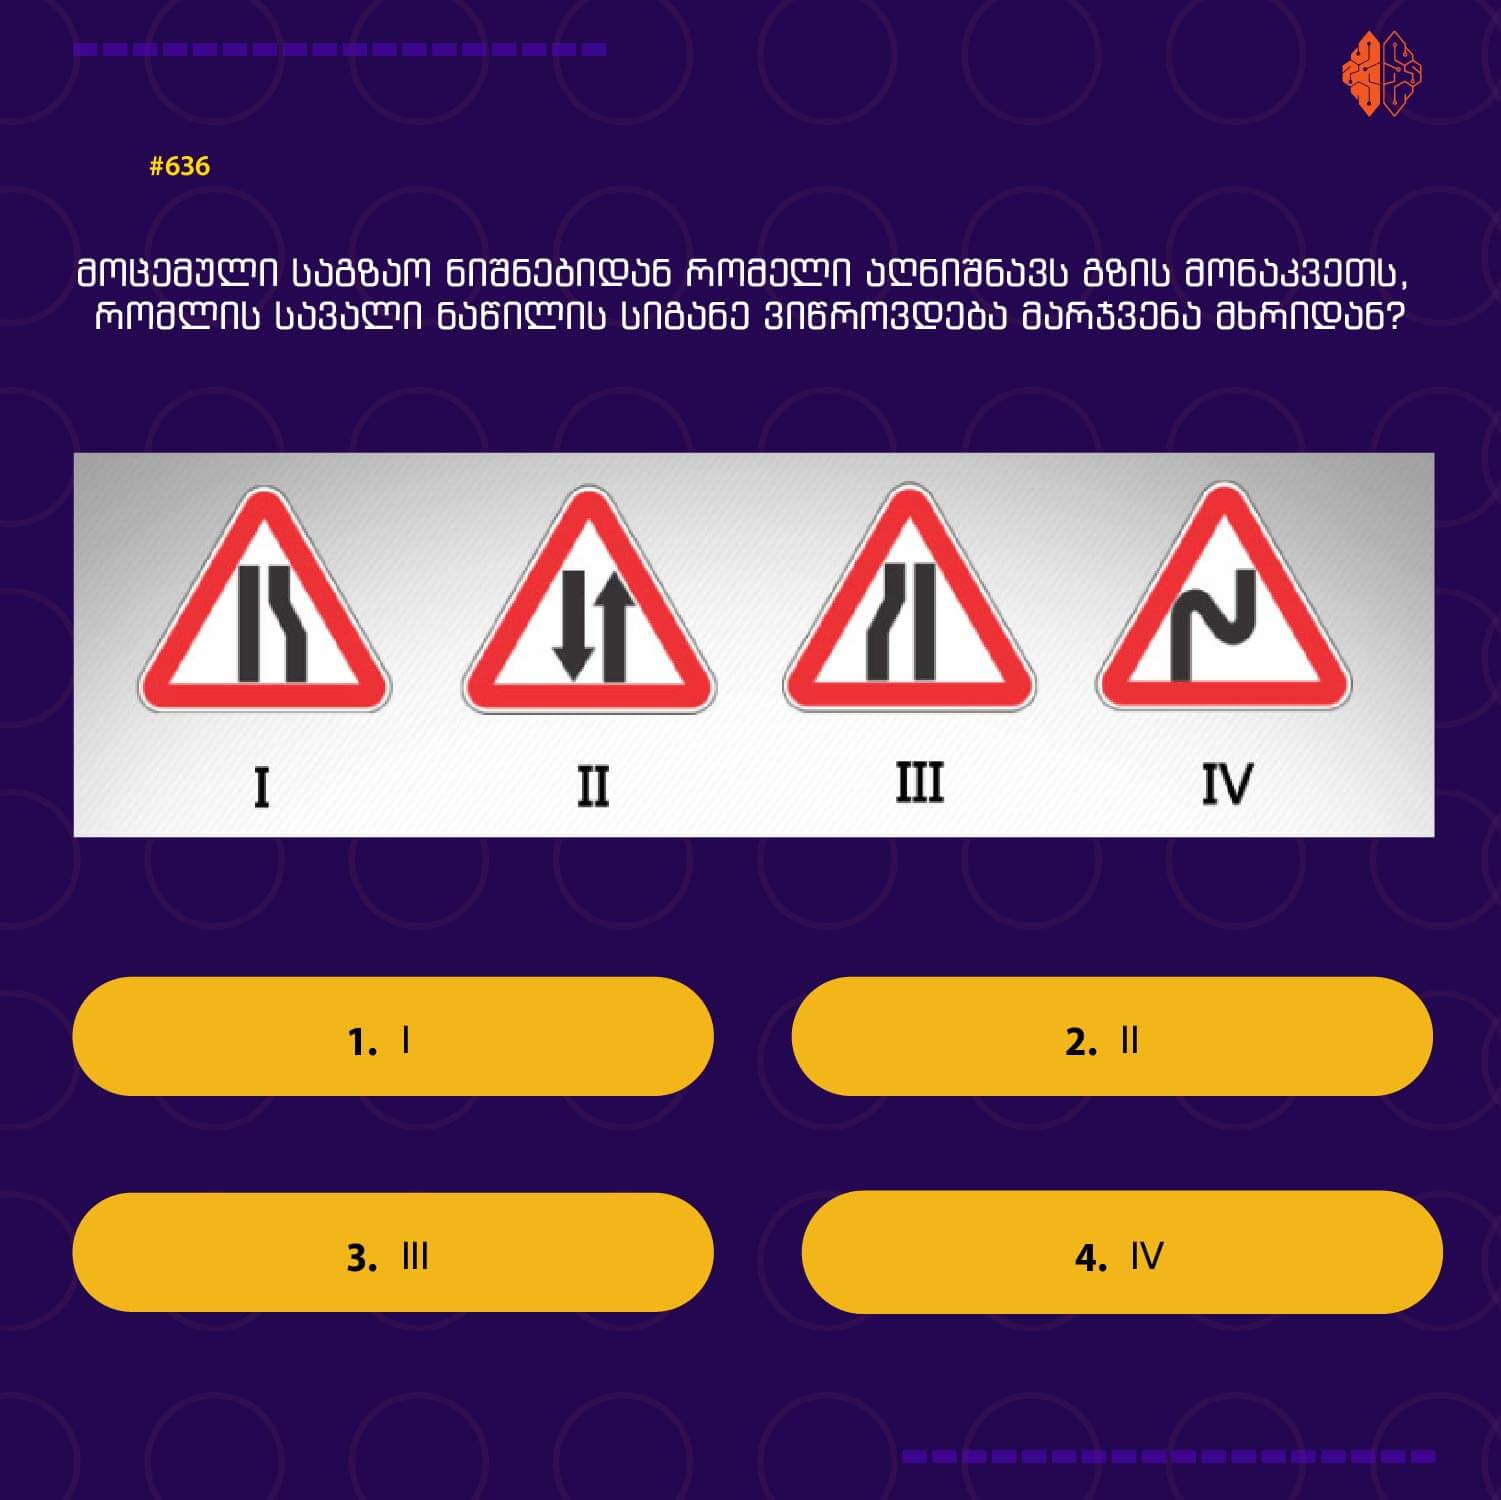 #636
მოცემული საგზაო ნიშნებიდან რომელი აღნიშნავს გზის მონაკვეთს,
რომლის სავალი ნაწილის სიგანე ვიწროვდება მარჯვენა მხრიდან?
I II III IV
1. I
2. II
3. III
4. IV